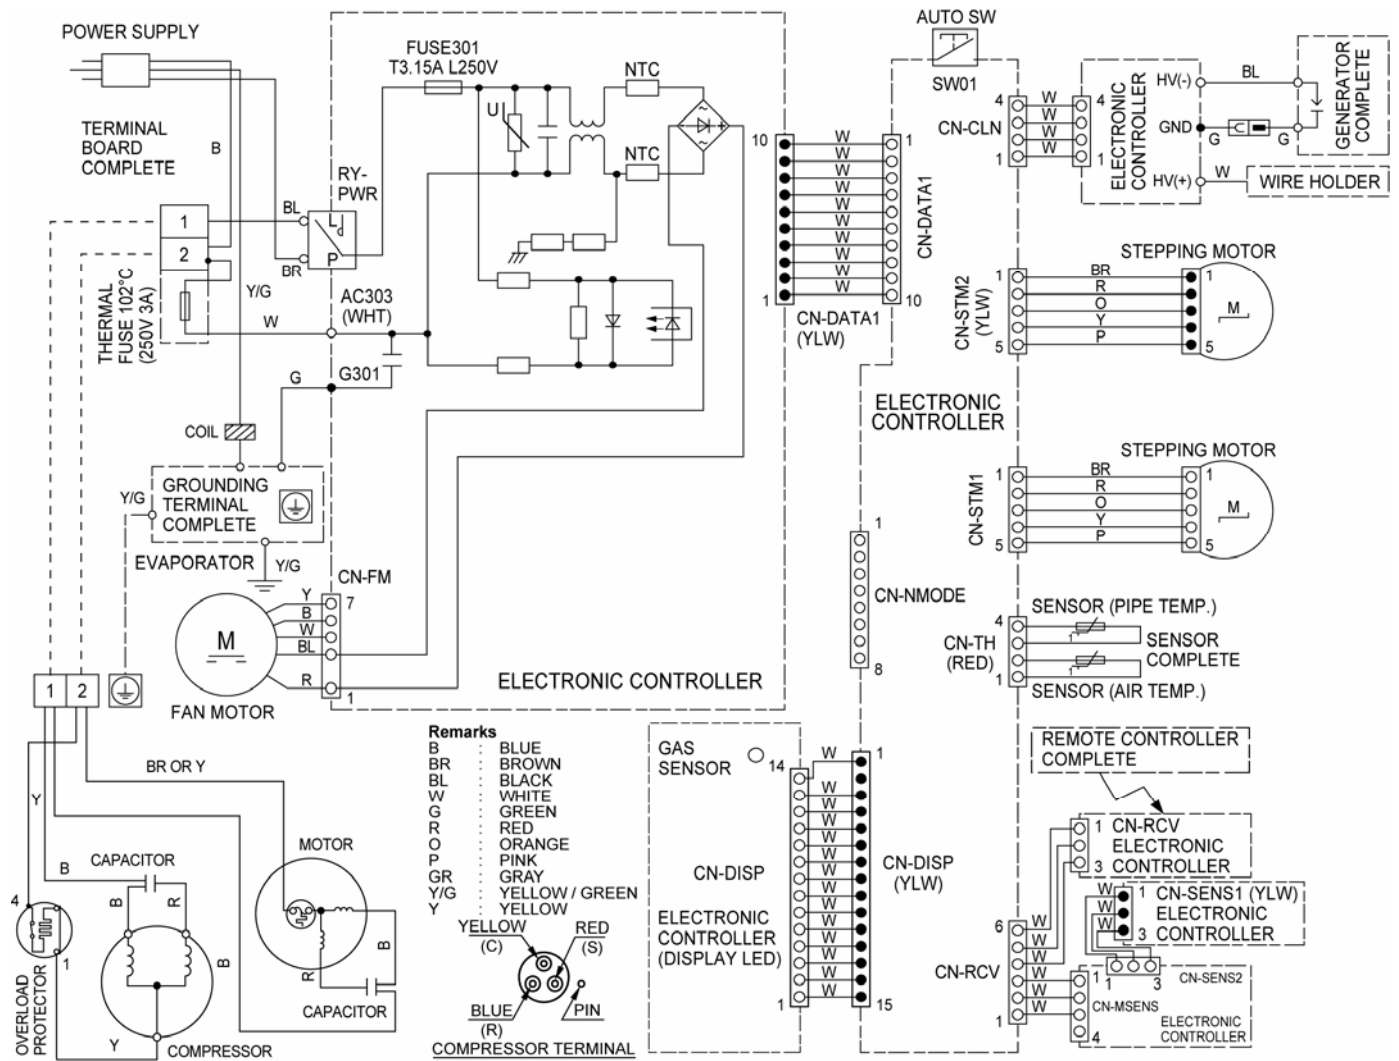 POWER SUPPLY
TERMINAL
BOARD
COMPLETE
B
1
2
BL
BR
Y/G
W
THERMAL
FUSE 102°C
(250V 3A)
RY-
PWR
L
P
AC303
(WHT)
G
G301
FUSE301
T3.15A L250V
U
NTC
NTC
~
~
COIL
GROUNDING
TERMINAL
COMPLETE
Y/G
EVAPORATOR
Y/G
CN-FM
Y
B
W
BL
R
7
1
M
FAN MOTOR
ELECTRONIC CONTROLLER
1
2
BR OR Y
Y
B
CAPACITOR
B
R
4
1
OVERLOAD
PROTECTOR
Y
COMPRESSOR
B
MOTOR
R
B
CAPACITOR
Remarks
B : BLUE
BR : BROWN
BL : BLACK
W : WHITE
G : GREEN
R : RED
O : ORANGE
P : PINK
GR : GRAY
Y/G : YELLOW / GREEN
Y : YELLOW
YELLOW
(C)
RED
(S)
BLUE
(R)
PIN
COMPRESSOR TERMINAL
10
1
W
W
W
W
W
W
W
W
W
W
1
10
CN-DATA1
CN-DATA1
(YLW)
AUTO SW
SW01
ELECTRONIC
CONTROLLER
4
CN-CLN
1
W
W
W
W
4
1
ELECTRONIC
CONTROLLER
HV(-)
GND
HV(+)
BL
G
G
W
GENERATOR
COMPLETE
WIRE HOLDER
STEPPING MOTOR
CN-STM2
(YLW)
1
5
BR
R
O
Y
P
1
5
M
STEPPING MOTOR
CN-STM1
1
5
BR
R
O
Y
P
1
5
M
1
CN-NMODE
8
CN-TH
(RED)
4
1
SENSOR (PIPE TEMP.)
1
SENSOR
COMPLETE
1
SENSOR (AIR TEMP.)
GAS
SENSOR
14
CN-DISP
ELECTRONIC
CONTROLLER
(DISPLAY LED)
1
W
W
W
W
W
W
W
W
W
W
W
W
W
W
1
15
CN-DISP
(YLW)
REMOTE CONTROLLER
COMPLETE
1
3
CN-RCV
ELECTRONIC
CONTROLLER
W
W
W
1
3
CN-SENS1 (YLW)
ELECTRONIC
CONTROLLER
6
CN-RCV
1
W
W
W
W
W
W
1
3
CN-SENS2
1
CN-MSENS
4
ELECTRONIC
CONTROLLER